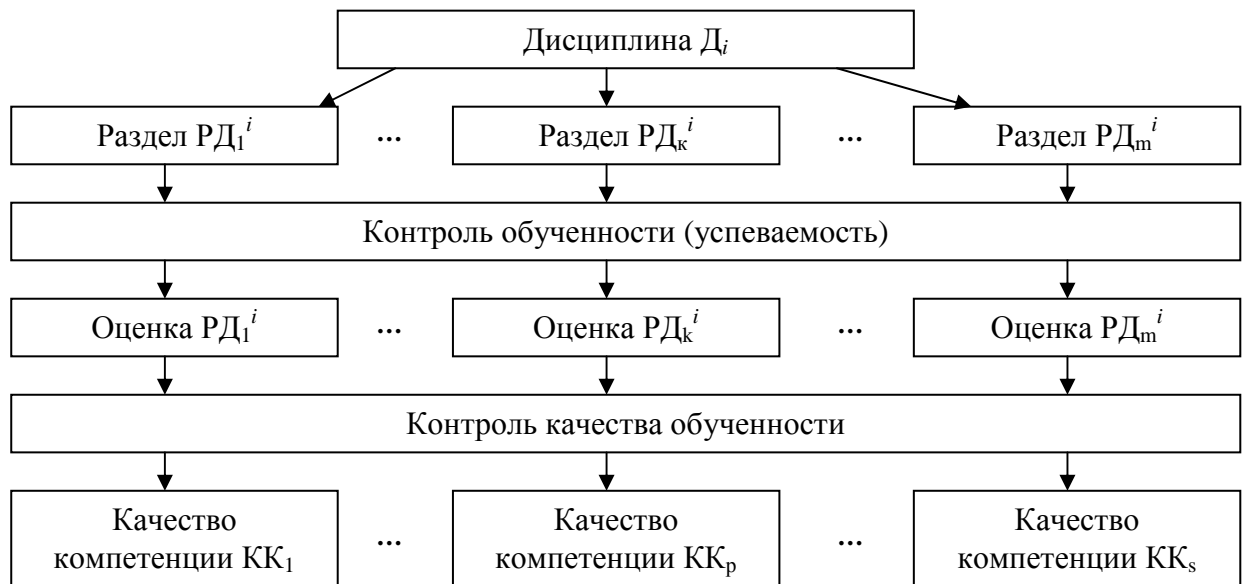 Дисциплина Дi
Раздел РД₁ⁱ ... Раздел РДкⁱ ... Раздел РДmⁱ
Контроль обученности (успеваемость)
Оценка РД₁ⁱ ... Оценка РДkⁱ ... Оценка РДmⁱ
Контроль качества обученности
Качество
компетенции КК₁
...
Качество
компетенции ККp
...
Качество
компетенции ККs